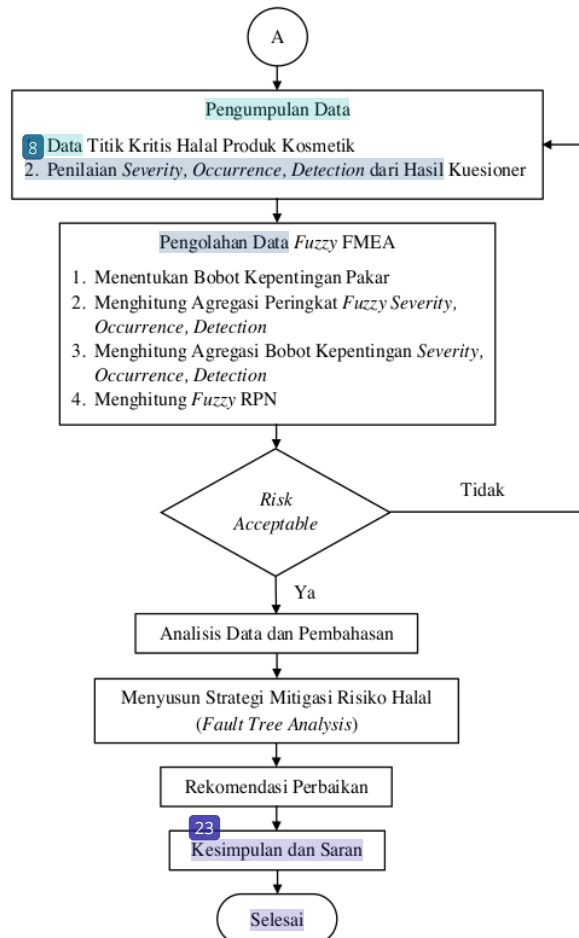 A
Pengumpulan Data
8 Data Titik Kritis Halal Produk Kosmetik
2. Penilaian Severity, Occurrence, Detection dari Hasil Kuesioner
Pengolahan Data Fuzzy FMEA
1. Menentukan Bobot Kepentingan Pakar
2. Menghitung Agregasi Peringkat Fuzzy Severity,
Occurrence, Detection
3. Menghitung Agregasi Bobot Kepentingan Severity,
Occurrence, Detection
4. Menghitung Fuzzy RPN
Risk
Acceptable
Tidak
Ya
Analisis Data dan Pembahasan
Menyusun Strategi Mitigasi Risiko Halal
(Fault Tree Analysis)
Rekomendasi Perbaikan
23
Kesimpulan dan Saran
Selesai